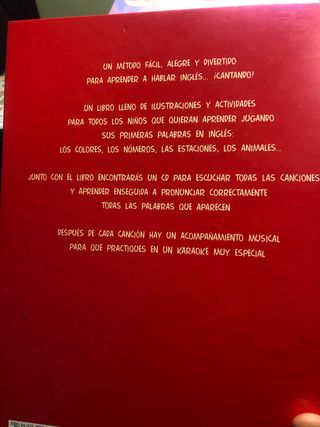 UN MÉTODO FÁCIL, ALEGRE Y DIVERTIDO
PARA APRENDER A HABLAR INGLÉS... ¡CANTANDO!
UN LIBRO LLENO DE ILUSTRACIONES Y ACTIVIDADES
PARA TODOS LOS NIÑOS QUE QUIERAN APRENDER JUGANDO
SUS PRIMERAS PALABRAS EN INGLÉS:
LOS COLORES, LOS NÚMEROS, LAS ESTACIONES, LOS ANIMALES...
JUNTO CON EL LIBRO ENCONTRARÁS UN CD PARA ESCUCHAR TODAS LAS CANCIONES
Y APRENDER ENSEGUIDA A PRONUNCIAR CORRECTAMENTE
TODAS LAS PALABRAS QUE APARECEN
DESPUÉS DE CADA CANCIÓN HAY UN ACOMPAÑAMIENTO MUSICAL
PARA QUE PRACTIQUES EN UN KARAOKE MUY ESPECIAL